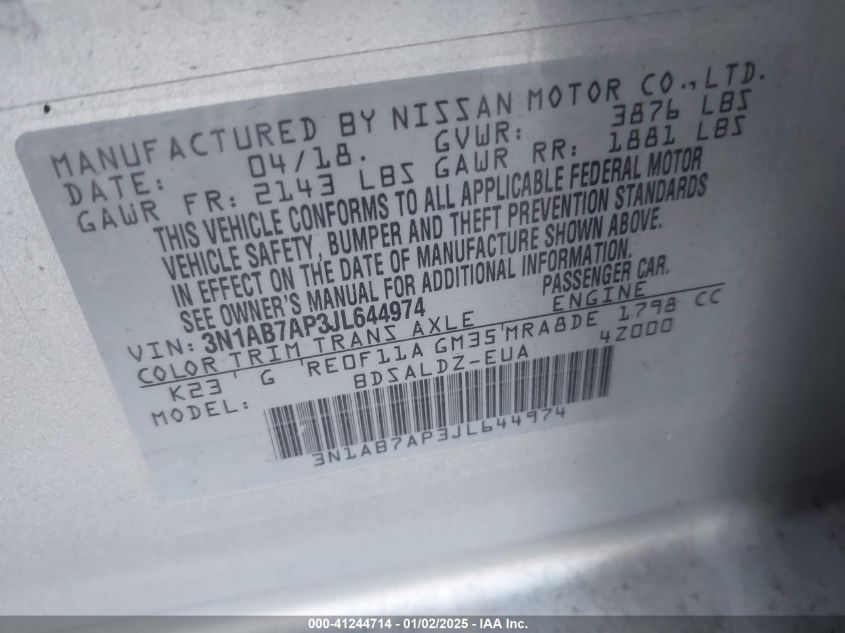 MANUFACTURED BY NISSAN MOTOR CO.,LTD.
DATE: 04/18. GVWR: 3876 LBS
GAWR FR: 2143 LBS GAWR RR: 1881 LBS
THIS VEHICLE CONFORMS TO ALL APPLICABLE FEDERAL MOTOR
VEHICLE SAFETY, BUMPER AND THEFT PREVENTION STANDARDS
IN EFFECT ON THE DATE OF MANUFACTURE SHOWN ABOVE.
SEE OWNER'S MANUAL FOR ADDITIONAL INFORMATION.
VIN: 3N1AB7AP3JL644974 PASSENGER CAR.
COLOR TRIM TRANS AXLE ENGINE
K23 G RE0F11A GM35 MRA8DE 1798 CC
MODEL: BDSALDZ-EUA 4Z000
3N1AB7AP3JL644974
000-41244714 - 01/02/2025 - IAA Inc.